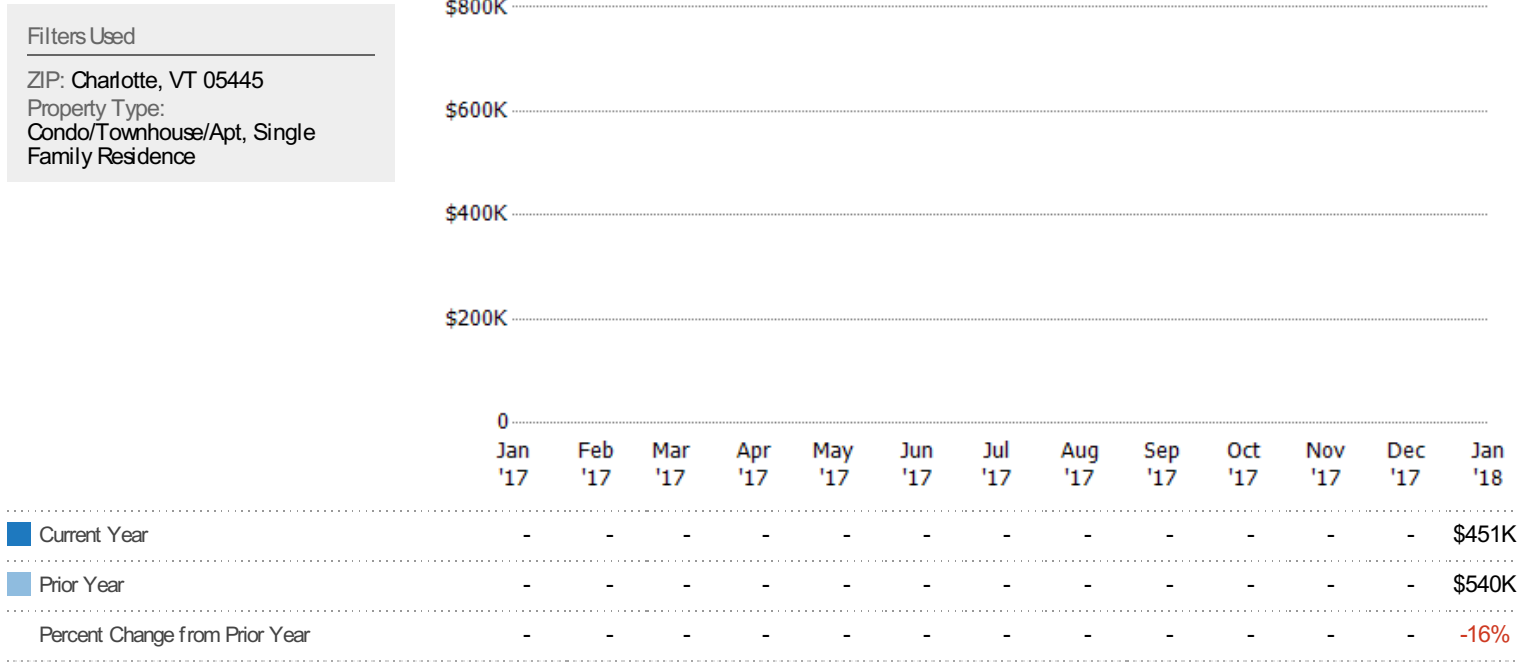 Filters Used
ZIP: Charlotte, VT 05445
Property Type:
Condo/Townhouse/Apt, Single
Family Residence
$800K
$600K
$400K
$200K
0
Jan Feb Mar Apr May Jun Jul Aug Sep Oct Nov Dec Jan
'17 '17 '17 '17 '17 '17 '17 '17 '17 '17 '17 '17 '18
Current Year - - - - - - - - - - - - $451K
Prior Year - - - - - - - - - - - - $540K
Percent Change from Prior Year - - - - - - - - - - - - -16%